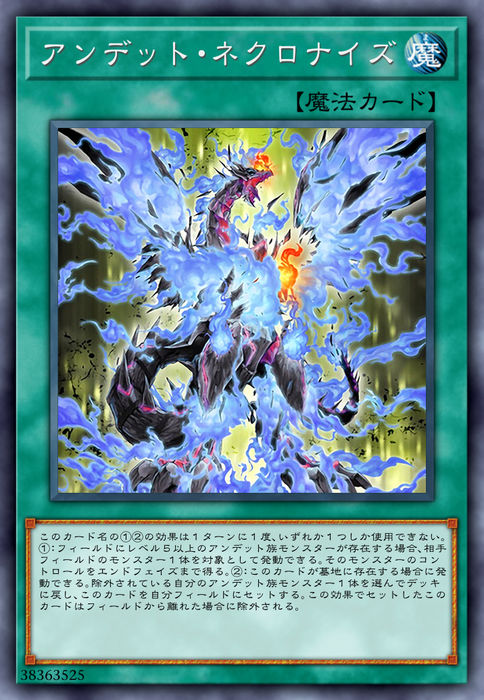 アンデット・ネクロナイズ 魔
【魔法カード】
このカード名の①②の効果は１ターンに１度、いずれか１つしか使用できない。
①：フィールドにレベル５以上のアンデット族モンスターが存在する場合、相手
フィールドのモンスター１体を対象として発動できる。そのモンスターのコン
トロールをエンドフェイズまで得る。②：このカードが墓地に存在する場合に発
動できる。除外されている自分のアンデット族モンスター１体を選んでデッキ
に戻し、このカードを自分フィールドにセットする。この効果でセットしたこの
カードはフィールドから離れた場合に除外される。
38363525